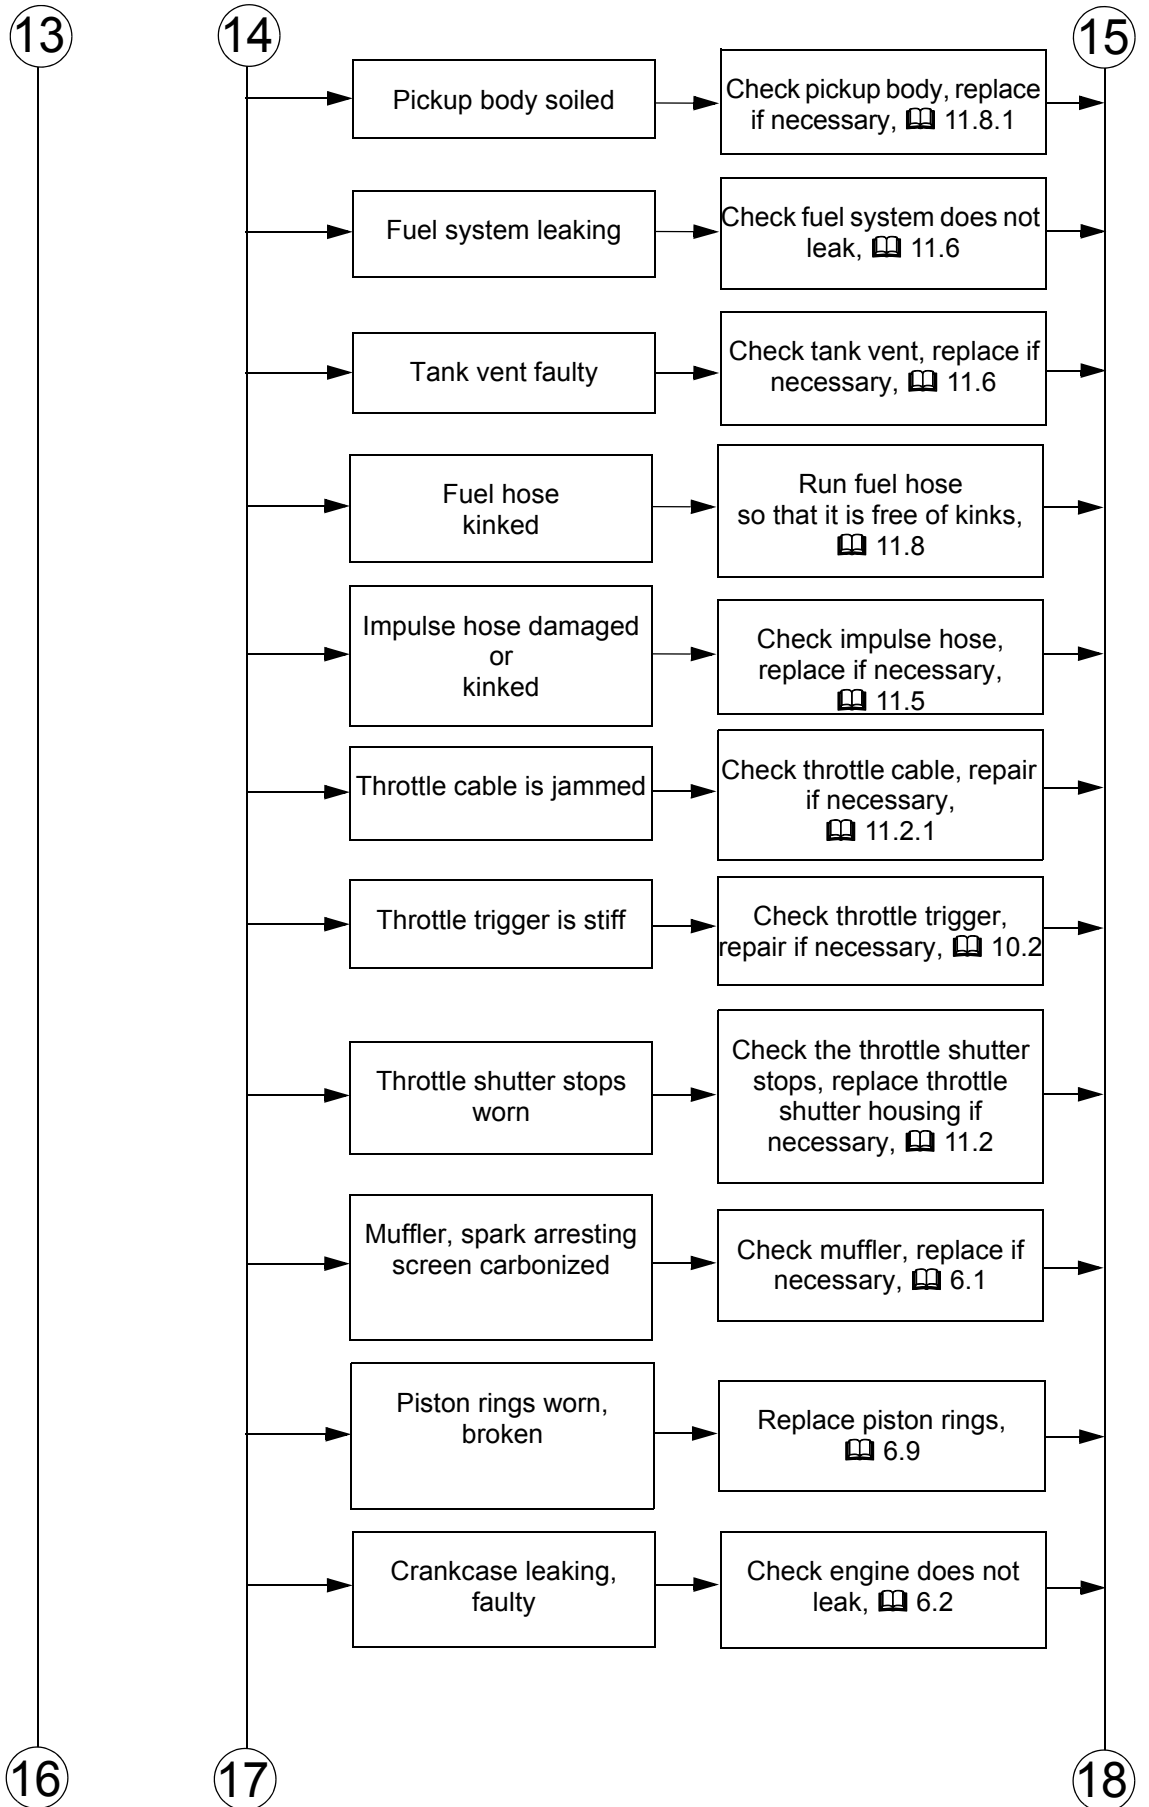 13
14
15
Pickup body soiled
Check pickup body, replace
if necessary, 🕮 11.8.1
Fuel system leaking
Check fuel system does not
leak, 🕮 11.6
Tank vent faulty
Check tank vent, replace if
necessary, 🕮 11.6
Fuel hose
kinked
Run fuel hose
so that it is free of kinks,
🕮 11.8
Impulse hose damaged
or
kinked
Check impulse hose,
replace if necessary,
🕮 11.5
Throttle cable is jammed
Check throttle cable, repair
if necessary,
🕮 11.2.1
Throttle trigger is stiff
Check throttle trigger,
repair if necessary, 🕮 10.2
Throttle shutter stops
worn
Check the throttle shutter
stops, replace throttle
shutter housing if
necessary, 🕮 11.2
Muffler, spark arresting
screen carbonized
Check muffler, replace if
necessary, 🕮 6.1
Piston rings worn,
broken
Replace piston rings,
🕮 6.9
Crankcase leaking,
faulty
Check engine does not
leak, 🕮 6.2
16
17
18